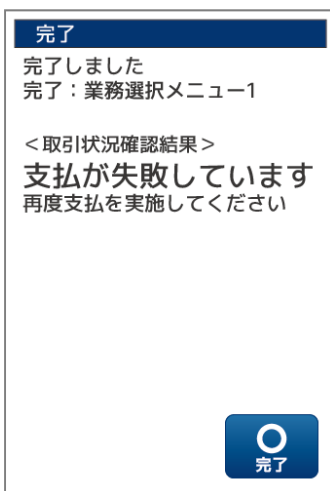 完了
完了しました
完了：業務選択メニュー1
＜取引状況確認結果＞
支払が失敗しています
再度支払を実施してください
完了